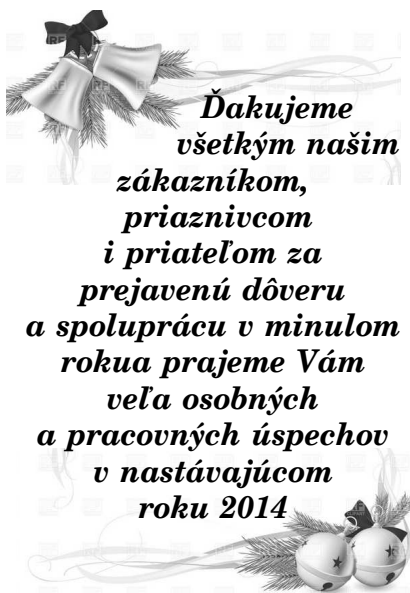 Ďakujeme
všetkým našim
zákazníkom,
priaznivcom
i priateľom za
prejavenú dôveru
a spoluprácu v minulom
rokua prajeme Vám
veľa osobných
a pracovných úspechov
v nastávajúcom
roku 2014